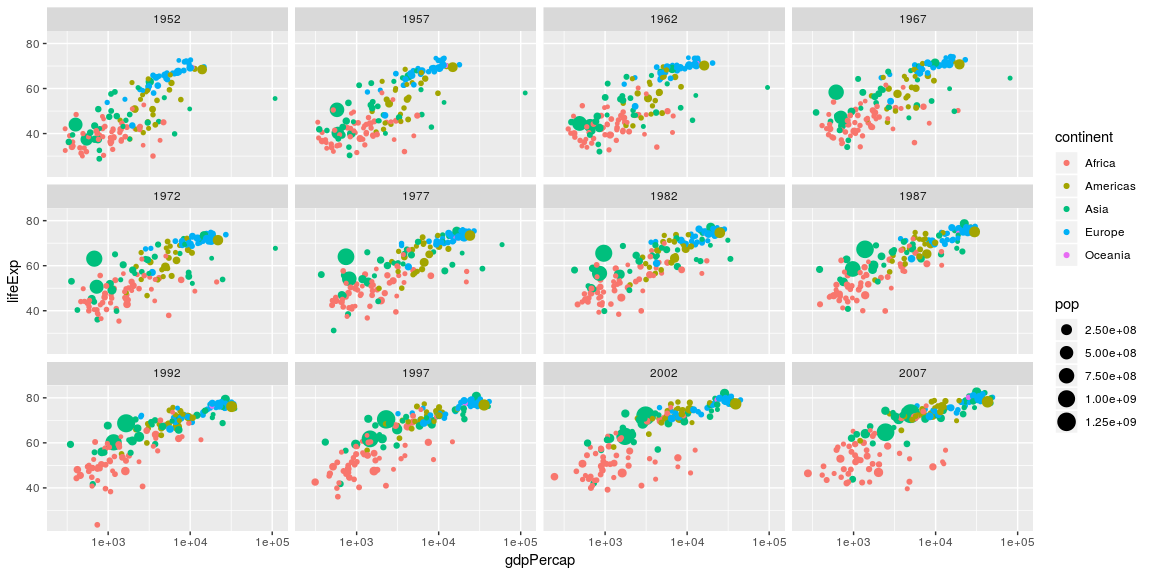 1952 1957 1962 1967
80
60
40
1972 1977 1982 1987
80
60
40
1992 1997 2002 2007
80
60
40
1e+03 1e+04 1e+05 1e+03 1e+04 1e+05 1e+03 1e+04 1e+05 1e+03 1e+04 1e+05
gdpPercap
lifeExp
continent
Africa
Americas
Asia
Europe
Oceania
pop
2.50e+08
5.00e+08
7.50e+08
1.00e+09
1.25e+09